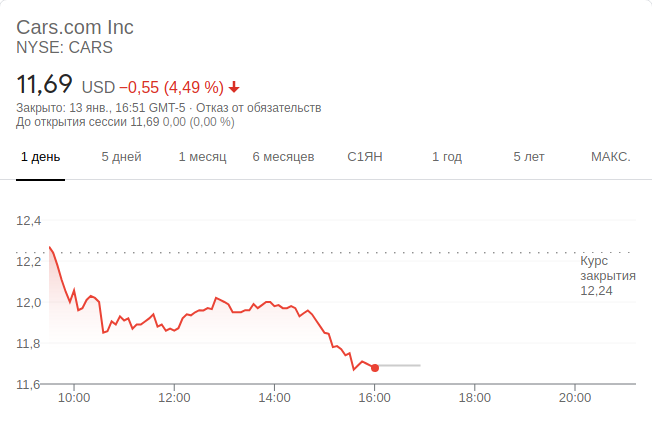 Cars.com Inc
NYSE: CARS
11,69 USD −0,55 (4,49 %)
Закрыто: 13 янв., 16:51 GMT-5 · Отказ от обязательств
До открытия сессии 11,69 0,00 (0,00 %)
1 день 5 дней 1 месяц 6 месяцев С1ЯН 1 год 5 лет МАКС.
12,4
12,2
12,0
11,8
11,6
Курс
закрытия
12,24
10:00 12:00 14:00 16:00 18:00 20:00